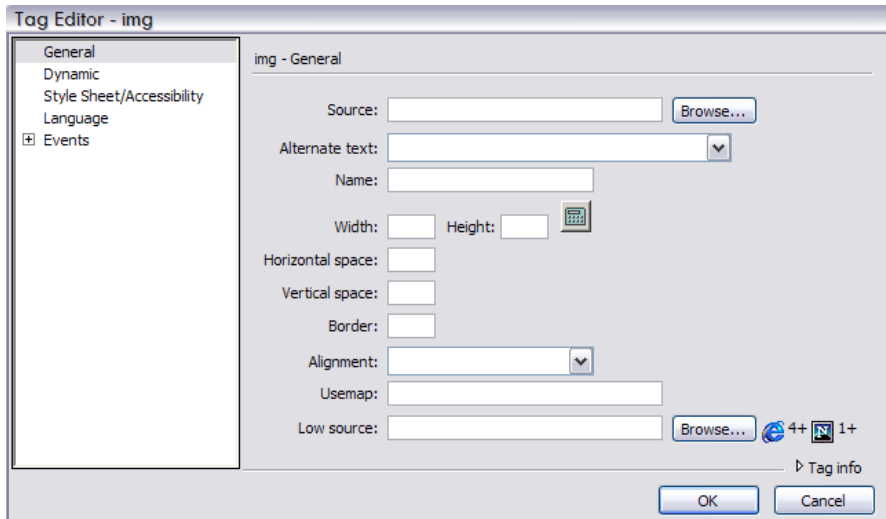 Tag Editor - img
General
Dynamic
Style Sheet/Accessibility
Language
Events
img - General
Source: Browse...
Alternate text:
Name:
Width: Height:
Horizontal space:
Vertical space:
Border:
Alignment:
Usemap:
Low source: Browse... 4+ N 1+
Tag info
OK Cancel